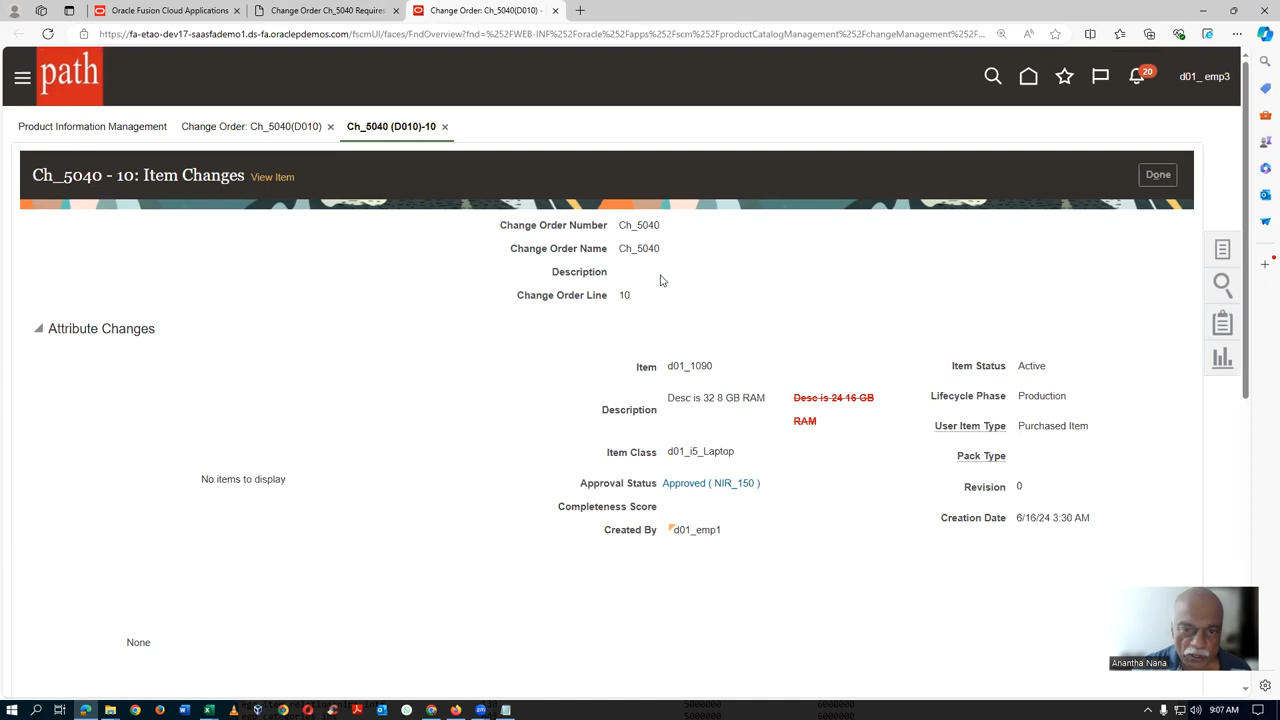 Oracle Fusion Cloud Applications
Change Order Ch_5040 Requires
Change Order: Ch_5040(D010) -
https://fa-etao-dev17-saasfademo1.ds-fa.oraclepdemos.com/fscmUI/faces/FndOverview?fnd=%252FWEB-INF%252Foracle%252Fapps%252Fscm%252FproductCatalogManagement%252FchangeManagement%252F...
path
20
d01_ emp3
Product Information Management
Change Order: Ch_5040(D010)
Ch_5040 (D010)-10
Ch_5040 - 10: Item Changes
View Item
Done
Change Order Number Ch_5040
Change Order Name Ch_5040
Description
Change Order Line 10
Attribute Changes
Item d01_1090
Description Desc is 32 8 GB RAM Desc is 24 16 GB
RAM
Item Class d01_i5_Laptop
Approval Status Approved ( NIR_150 )
Completeness Score
Created By d01_emp1
Item Status Active
Lifecycle Phase Production
User Item Type Purchased Item
Pack Type
Revision 0
Creation Date 6/16/24 3:30 AM
No items to display
None
Anantha Nana
9:07 AM